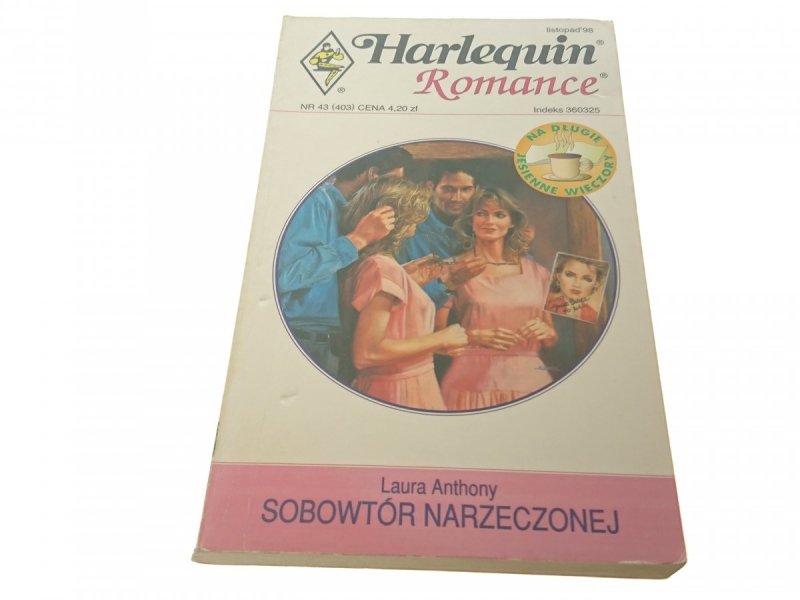 listopad'98
Harlequin®
Romance®
®
NR 43 (403) CENA 4,20 zł
Indeks 360325
NA DŁUGIE
JESIENNE WIECZORY
Laura Anthony
SOBOWTÓR NARZECZONEJ